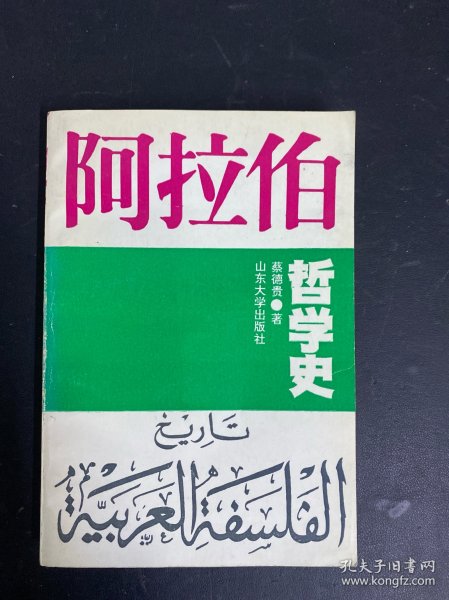 阿拉伯
哲学史
蔡德贵●著
山东大学出版社
تاريخ
الفلسفة العربية
孔夫子旧书网
www.kongfz.com